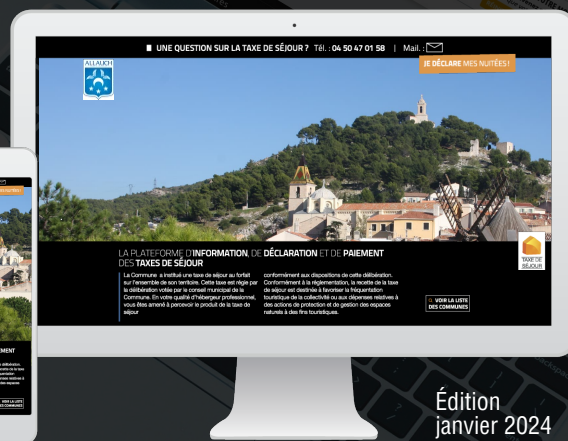 UNE QUESTION SUR LA TAXE DE SÉJOUR ? Tél. : 04 50 47 01 58 | Mail. :
ALLAUCH
JE DÉCLARE MES NUITÉES !
LA PLATEFORME D'INFORMATION, DE DÉCLARATION ET DE PAIEMENT
DES TAXES DE SÉJOUR
La Commune a institué une taxe de séjour au forfait
sur l'ensemble de son territoire. Cette taxe est régie par
la délibération votée par le conseil municipal de la
Commune. En votre qualité d'hébergeur professionnel,
vous êtes amené à percevoir le produit de la taxe de
séjour
conformément aux dispositions de cette délibération.
Conformément à la réglementation, la recette de la taxe
de séjour est destinée à favoriser la fréquentation
touristique de la collectivité ou aux dépenses relatives à
des actions de protection et de gestion des espaces
naturels à des fins touristiques.
TAXE DE
SÉJOUR
VOIR LA LISTE
DES COMMUNES
VOIR LA LISTE
DES COMMUNES
Édition
janvier 2024